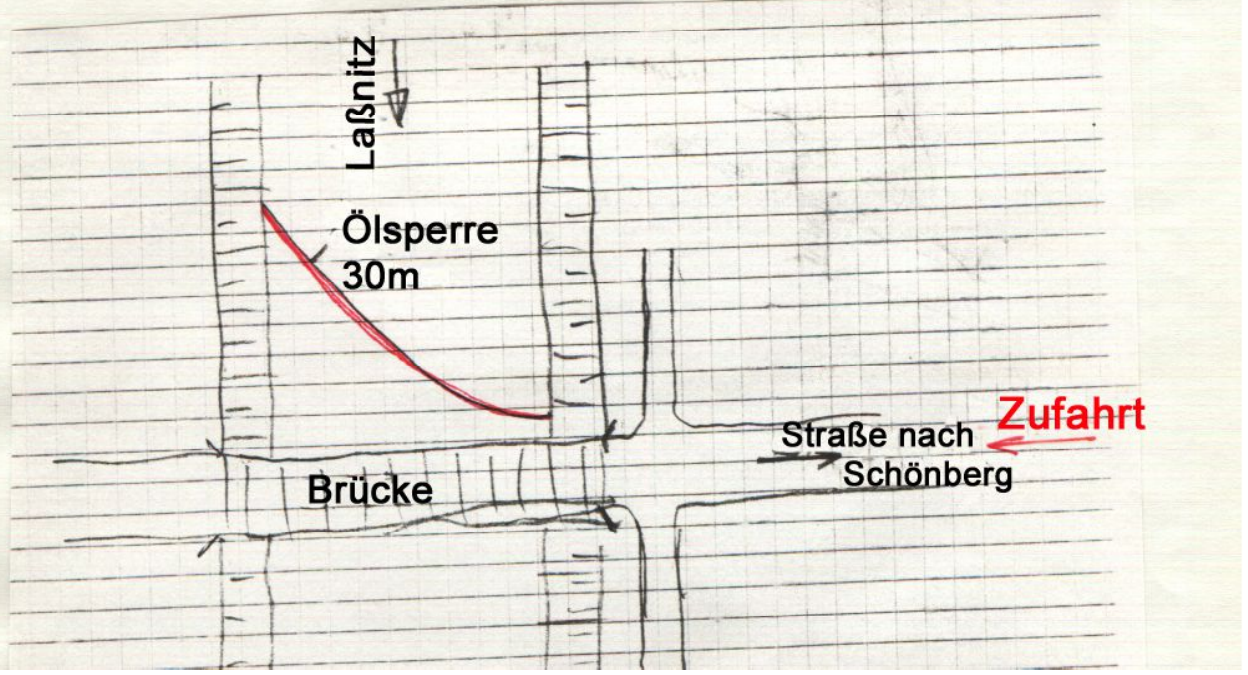 Laßnitz
Ölsperre
30m
Zufahrt
Straße nach
Schönberg
Brücke